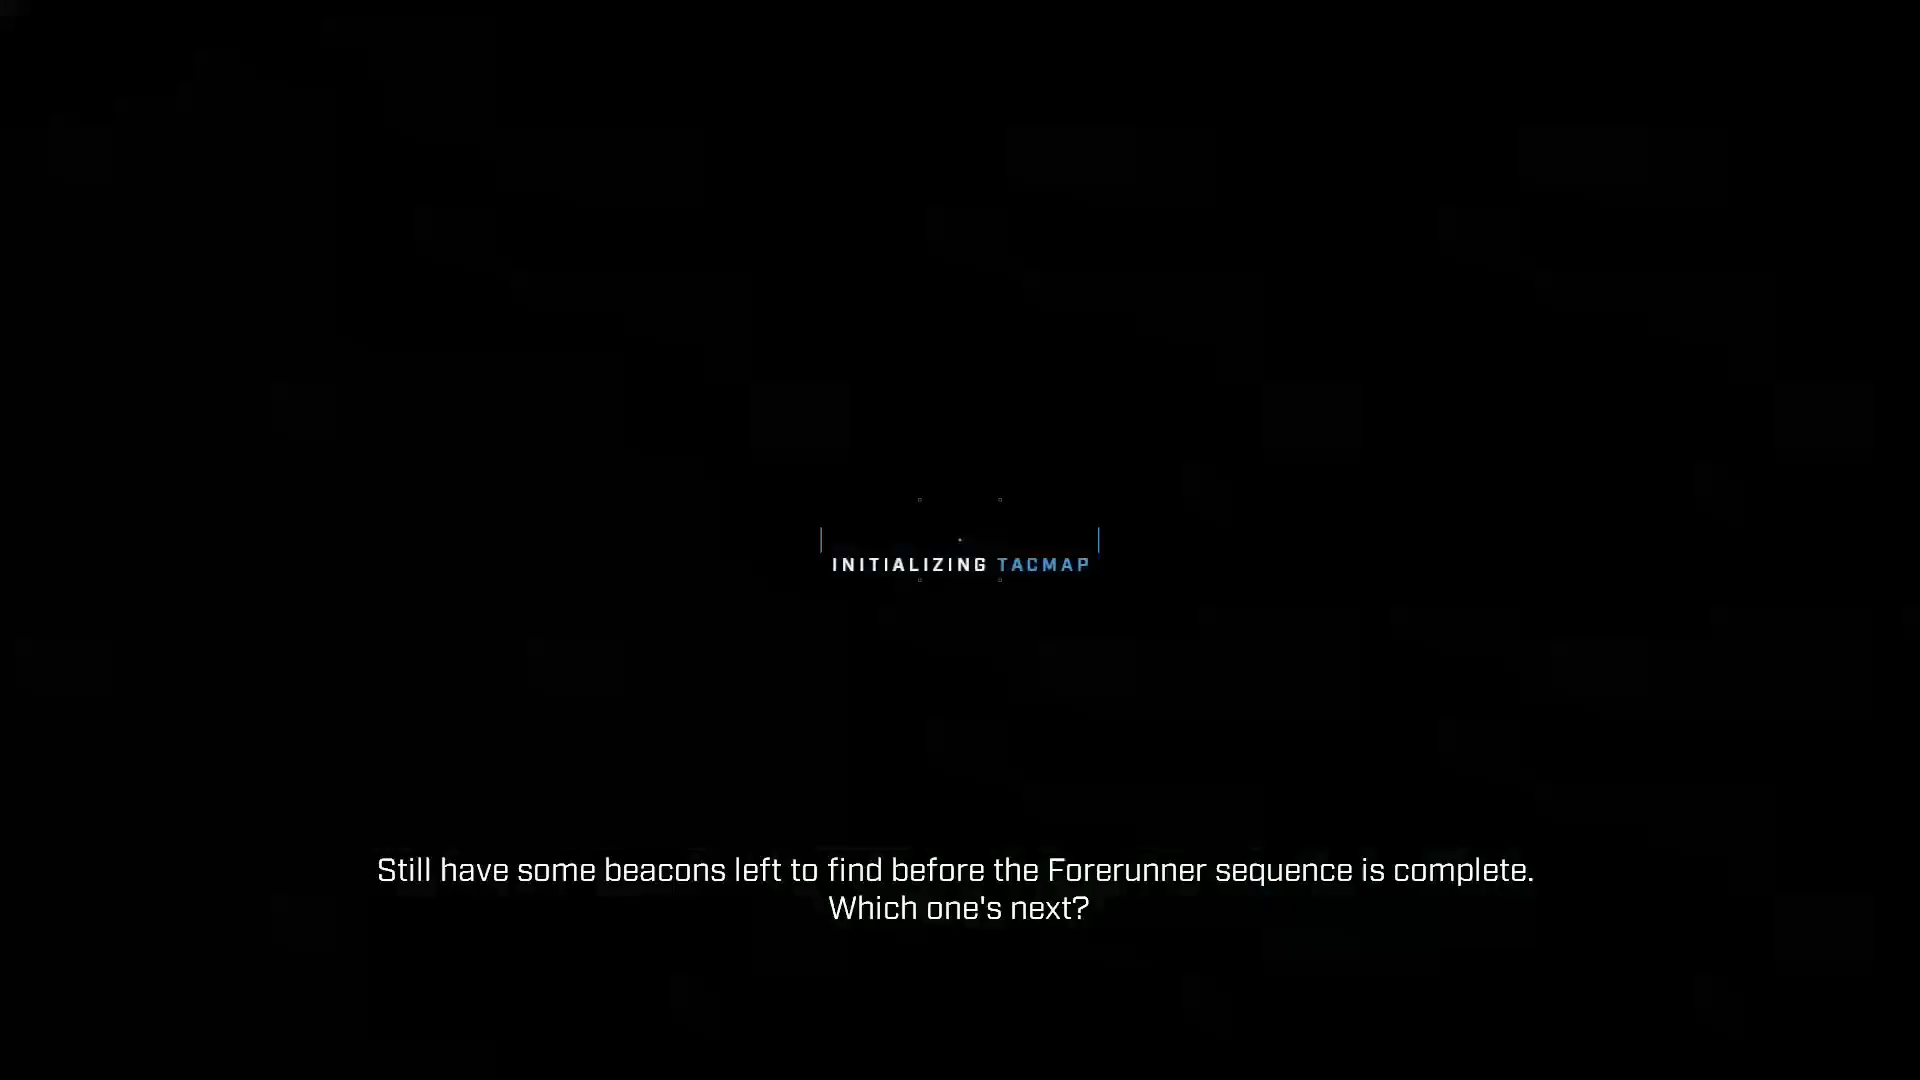 INITIALIZING TACMAP
Still have some beacons left to find before the Forerunner sequence is complete.
Which one's next?